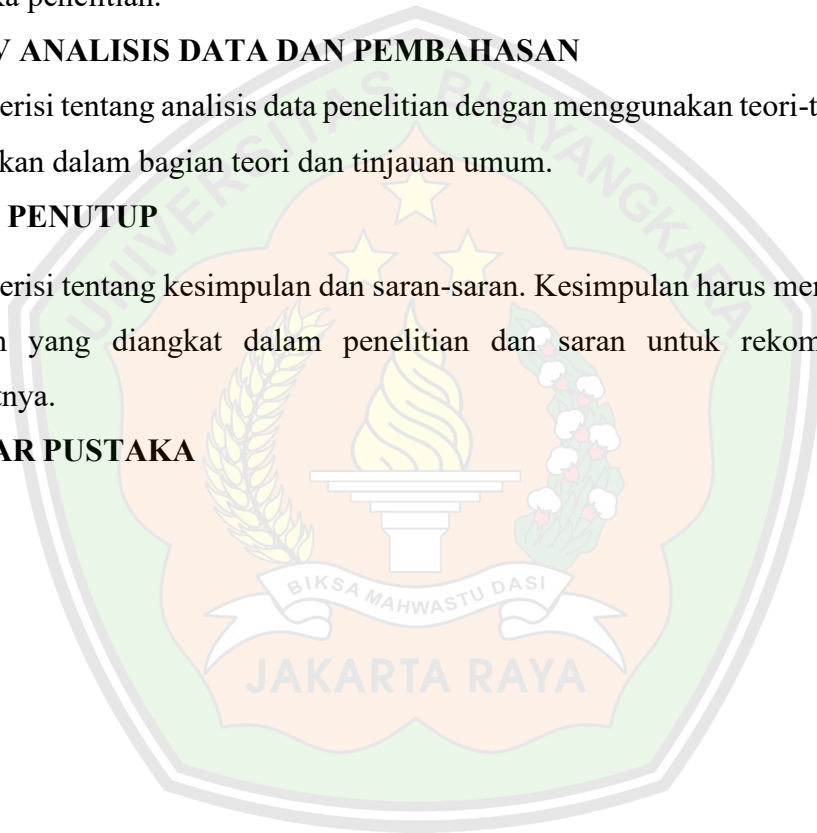 ka penelitian.
V ANALISIS DATA DAN PEMBAHASAN
erisi tentang analisis data penelitian dengan menggunakan teori-t
kan dalam bagian teori dan tinjauan umum.
PENUTUP
erisi tentang kesimpulan dan saran-saran. Kesimpulan harus mer
yang diangkat dalam penelitian dan saran untuk rekom
tnya.
AR PUSTAKA
UNIVERSITAS BHAYANGKARA
BIKSA MAHWASTU DASI
JAKARTA RAYA